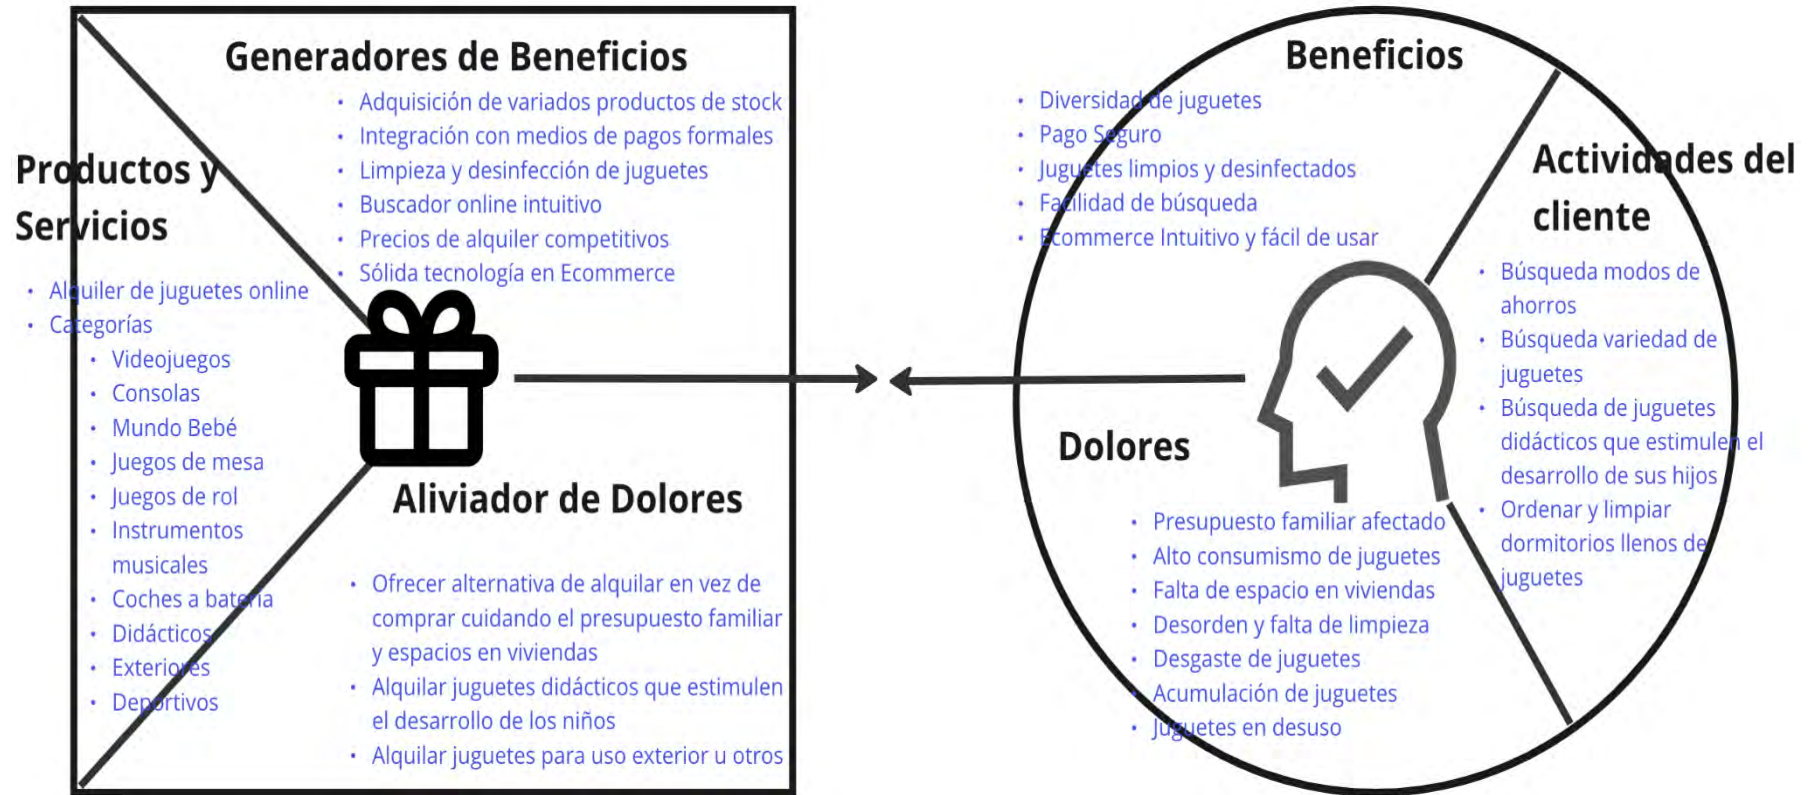 Generadores de Beneficios
• Adquisición de variados productos de stock
• Integración con medios de pagos formales
• Limpieza y desinfección de juguetes
• Buscador online intuitivo
• Precios de alquiler competitivos
• Sólida tecnología en Ecommerce
Productos y
Servicios
• Alquiler de juguetes online
• Categorías
• Videojuegos
• Consolas
• Mundo Bebé
• Juegos de mesa
• Juegos de rol
• Instrumentos
musicales
• Coches a batería
• Didácticos
• Exteriores
• Deportivos
Aliviador de Dolores
• Ofrecer alternativa de alquilar en vez de
comprar cuidando el presupuesto familiar
y espacios en viviendas
• Alquilar juguetes didácticos que estimulen
el desarrollo de los niños
• Alquilar juguetes para uso exterior u otros
Beneficios
• Diversidad de juguetes
• Pago Seguro
• Juguetes limpios y desinfectados
• Facilidad de búsqueda
• Ecommerce Intuitivo y fácil de usar
Actividades del
cliente
• Búsqueda modos de
ahorros
• Búsqueda variedad de
juguetes
• Búsqueda de juguetes
didácticos que estimulen el
desarrollo de sus hijos
• Ordenar y limpiar
dormitorios llenos de
juguetes
Dolores
• Presupuesto familiar afectado
• Alto consumismo de juguetes
• Falta de espacio en viviendas
• Desorden y falta de limpieza
• Desgaste de juguetes
• Acumulación de juguetes
• Juguetes en desuso